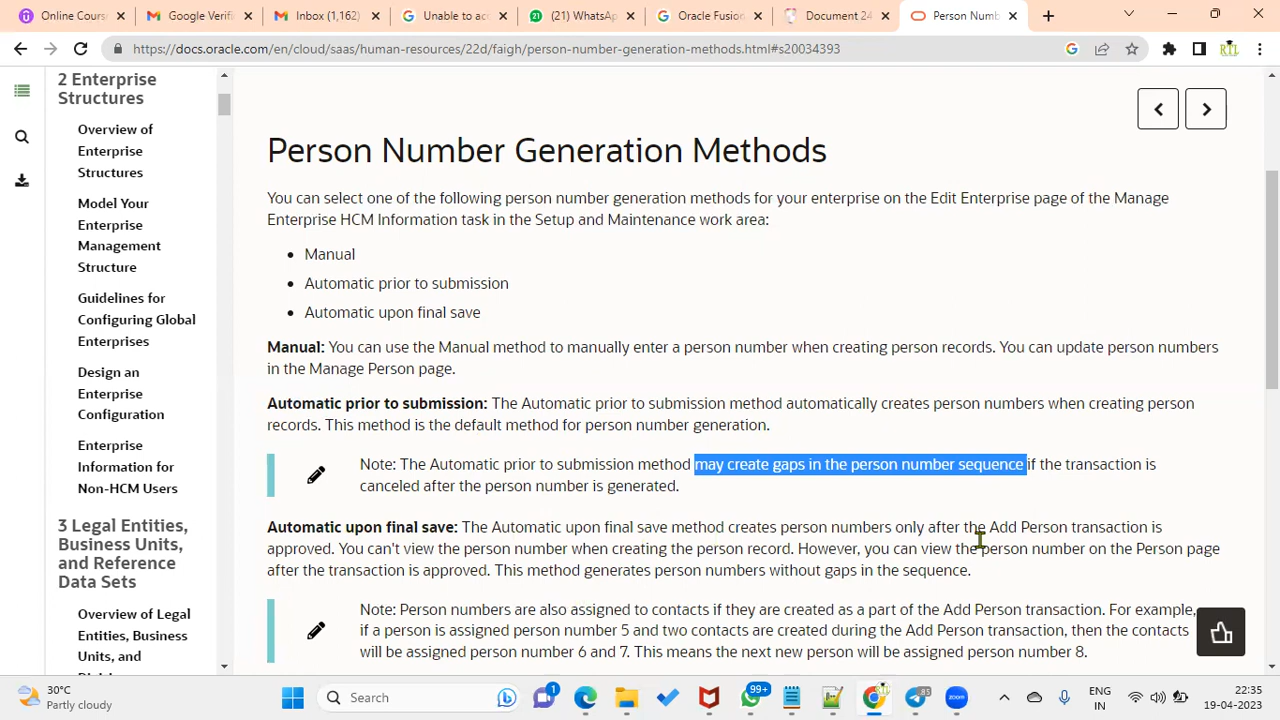 Online Cours
Google Verifi
Inbox (1,162)
Unable to ac
(21) WhatsA
Oracle Fusio
Document 24
Person Numb
https://docs.oracle.com/en/cloud/saas/human-resources/22d/faigh/person-number-generation-methods.html#s20034393
2 Enterprise
Structures
Overview of
Enterprise
Structures
Model Your
Enterprise
Management
Structure
Guidelines for
Configuring Global
Enterprises
Design an
Enterprise
Configuration
Enterprise
Information for
Non-HCM Users
3 Legal Entities,
Business Units,
and Reference
Data Sets
Overview of Legal
Entities, Business
Units, and
Person Number Generation Methods
You can select one of the following person number generation methods for your enterprise on the Edit Enterprise page of the Manage
Enterprise HCM Information task in the Setup and Maintenance work area:
• Manual
• Automatic prior to submission
• Automatic upon final save
Manual: You can use the Manual method to manually enter a person number when creating person records. You can update person numbers
in the Manage Person page.
Automatic prior to submission: The Automatic prior to submission method automatically creates person numbers when creating person
records. This method is the default method for person number generation.
Note: The Automatic prior to submission method may create gaps in the person number sequence if the transaction is
canceled after the person number is generated.
Automatic upon final save: The Automatic upon final save method creates person numbers only after the Add Person transaction is
approved. You can't view the person number when creating the person record. However, you can view the person number on the Person page
after the transaction is approved. This method generates person numbers without gaps in the sequence.
Note: Person numbers are also assigned to contacts if they are created as a part of the Add Person transaction. For example,
if a person is assigned person number 5 and two contacts are created during the Add Person transaction, then the contacts
will be assigned person number 6 and 7. This means the next new person will be assigned person number 8.
30°C
Partly cloudy
Search
1
99+
85
ENG
IN
22:35
19-04-2023